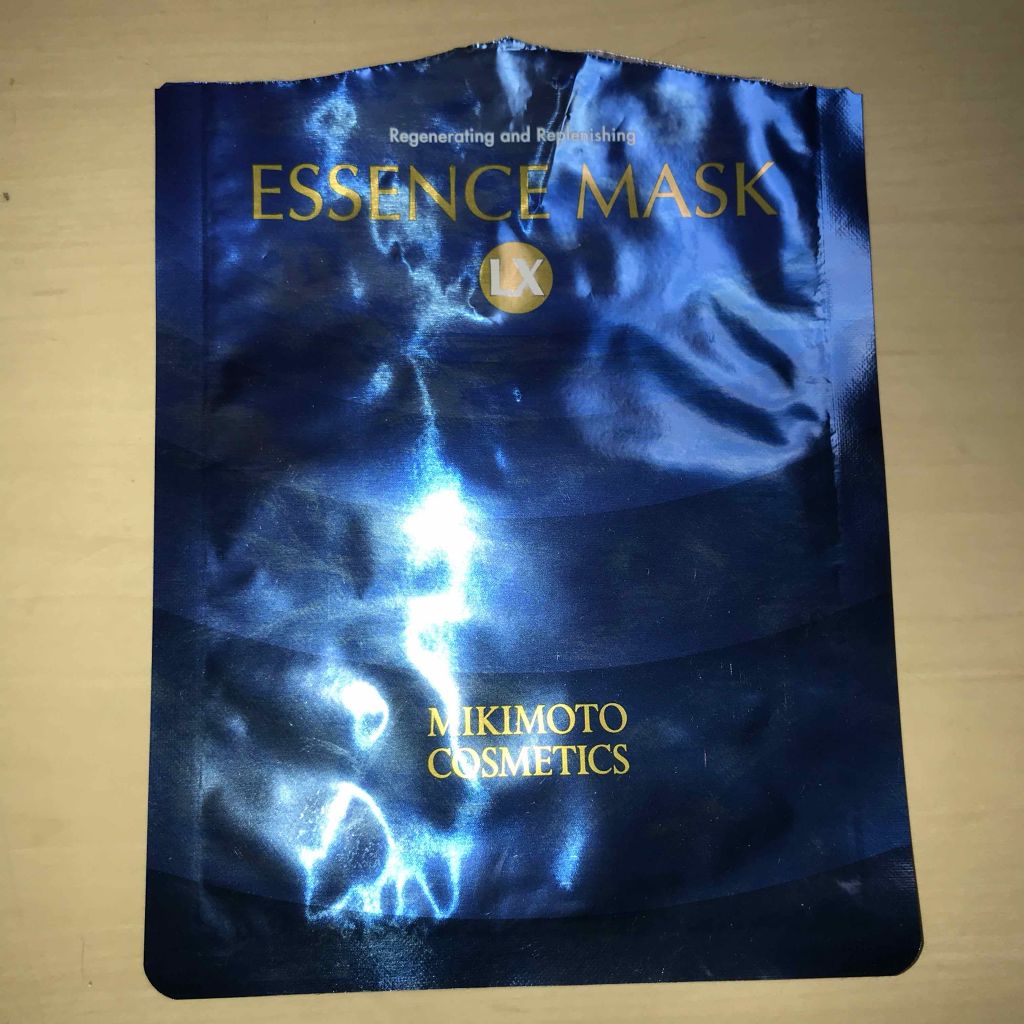 Regenerating and Replenishing
ESSENCE MASK
LX
MIKIMOTO
COSMETICS